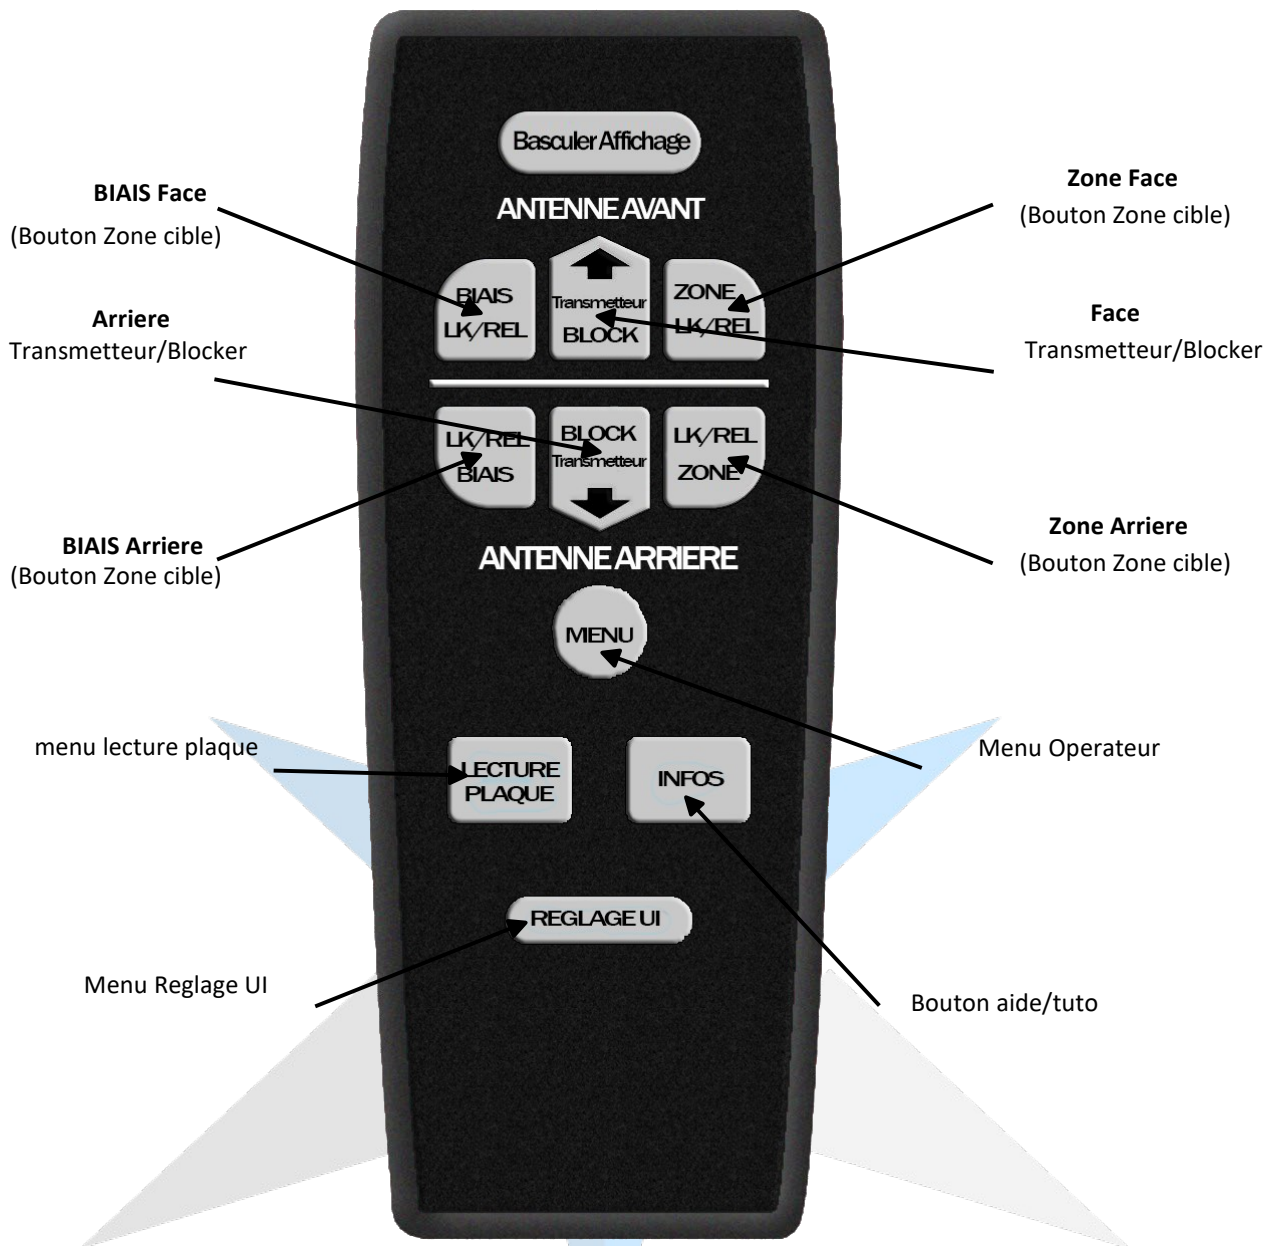 Basculer Affichage
BIAIS Face
(Bouton Zone cible)
ANTENNE AVANT
Zone Face
(Bouton Zone cible)
BIAIS
LK/REL
Transmetteur
BLOCK
ZONE
LK/REL
Arriere
Transmetteur/Blocker
Face
Transmetteur/Blocker
LK/REL
BIAIS
BLOCK
Transmetteur
LK/REL
ZONE
BIAIS Arriere
(Bouton Zone cible)
ANTENNE ARRIERE
Zone Arriere
(Bouton Zone cible)
MENU
menu lecture plaque
LECTURE
PLAQUE
INFOS
Menu Operateur
REGLAGE UI
Menu Reglage UI
Bouton aide/tuto